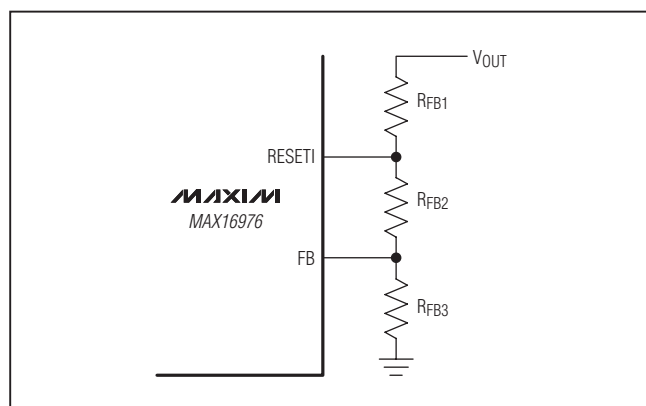 VOUT
RFB1
RESETI
MAXIM
MAX16976
RFB2
FB
RFB3